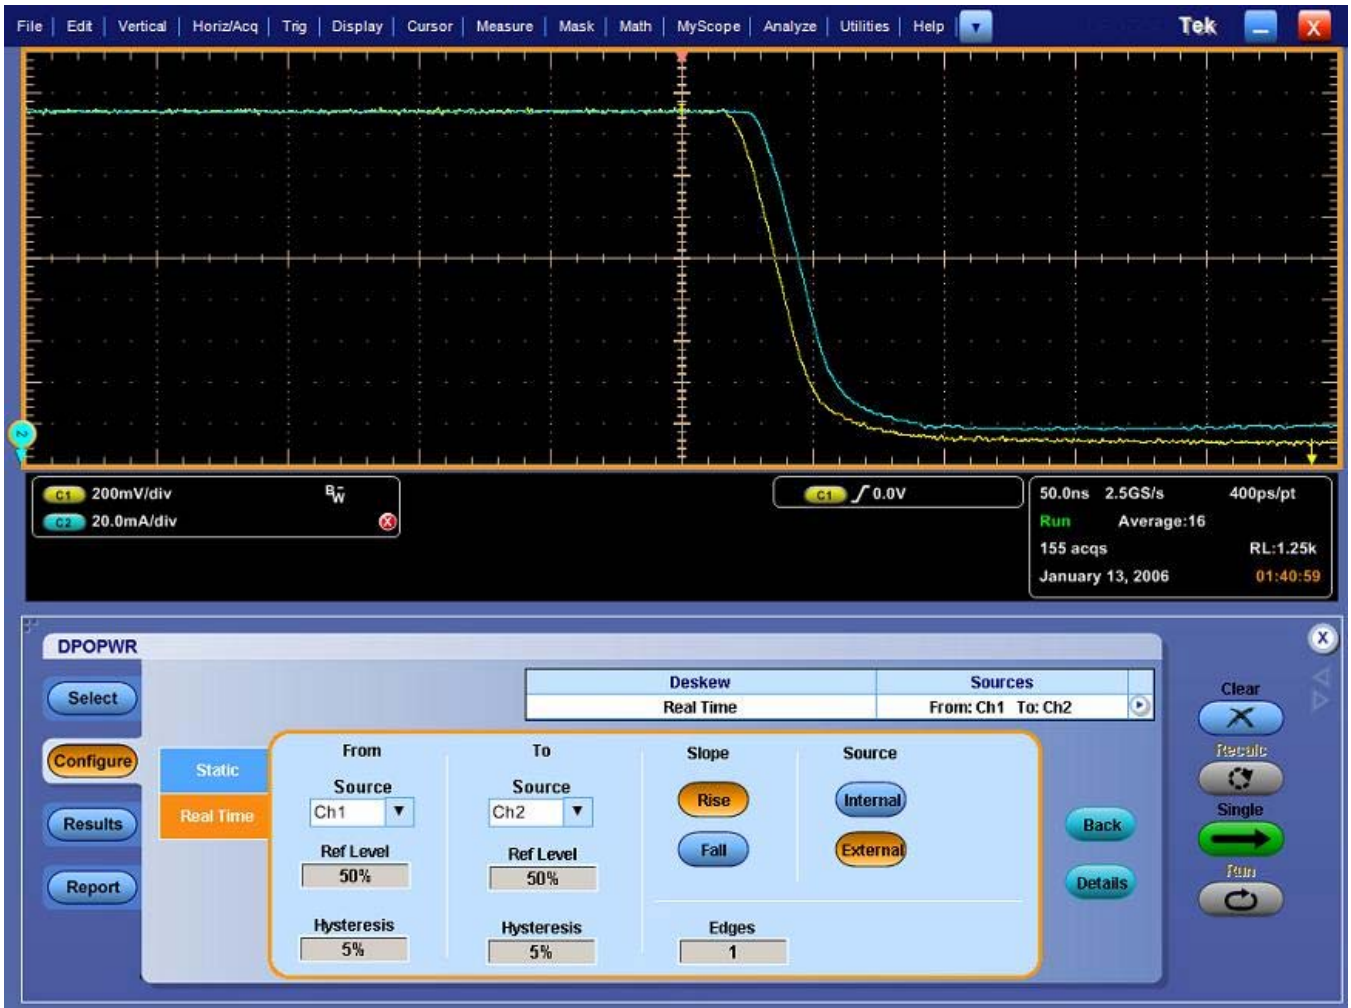 File | Edit | Vertical | Horiz/Acq | Trig | Display | Cursor | Measure | Mask | Math | MyScope | Analyze | Utilities | Help | Tek X
2
C1 200mV/div BW
C2 20.0mA/div X
C1 0.0V
50.0ns 2.5GS/s 400ps/pt
Run Average:16
155 acqs RL:1.25k
January 13, 2006 01:40:59
DPOPWR X
Select
Configure
Results
Report
Static
Real Time
Deskew Sources
Real Time From: Ch1 To: Ch2
From To Slope Source
Source Source
Ch1 Ch2
Rise Internal
Fall External
Ref Level Ref Level
50% 50%
Hysteresis Hysteresis Edges
5% 5% 1
Back
Details
Clear
Recalc
Single
Run